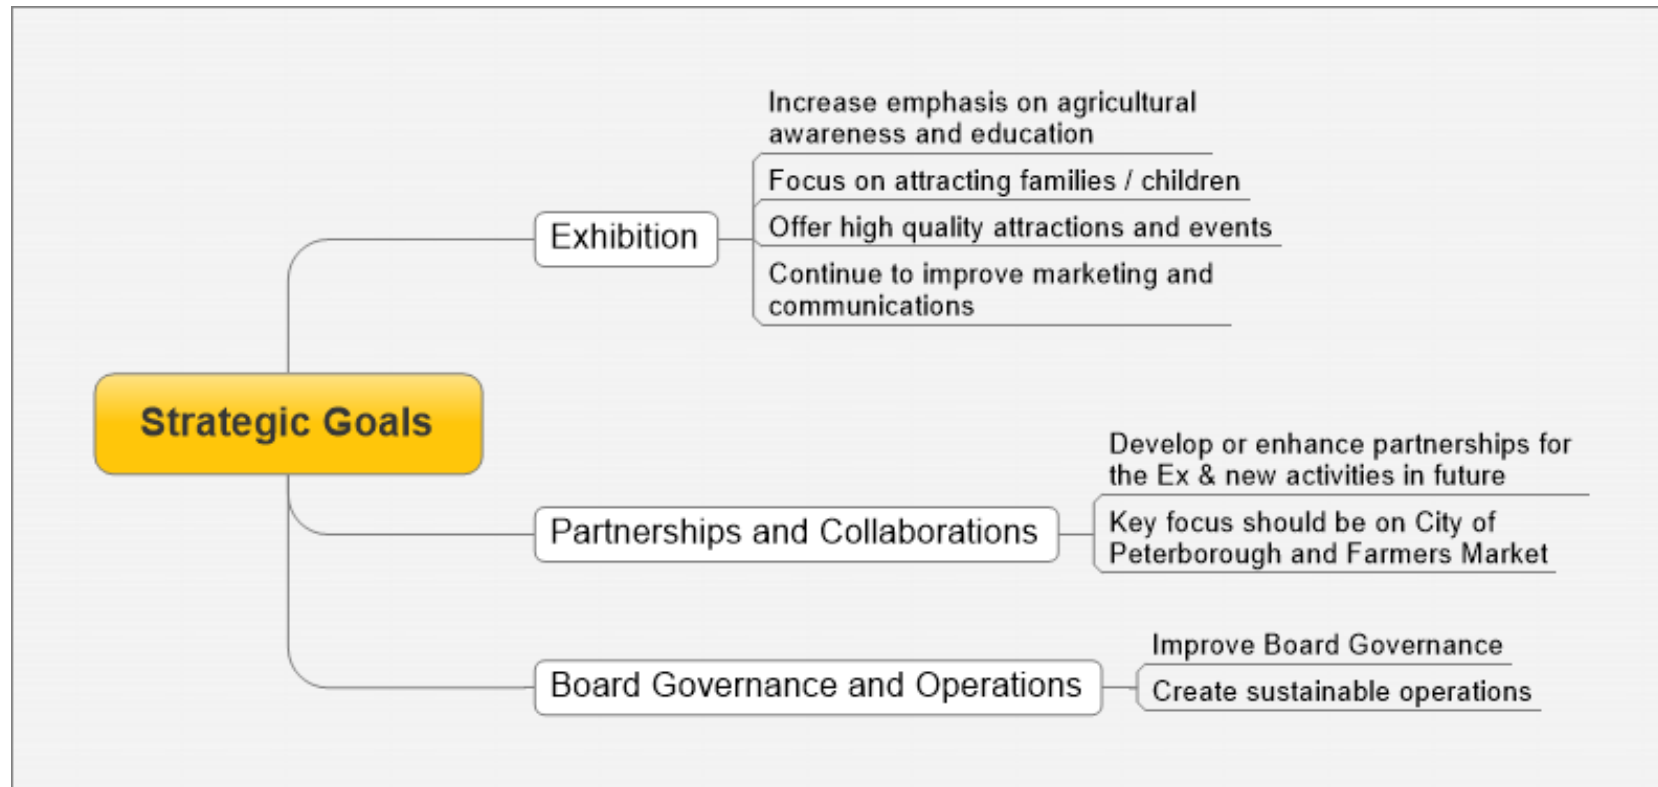 Strategic Goals
Exhibition
Increase emphasis on agricultural
awareness and education
Focus on attracting families / children
Offer high quality attractions and events
Continue to improve marketing and
communications
Partnerships and Collaborations
Develop or enhance partnerships for
the Ex & new activities in future
Key focus should be on City of
Peterborough and Farmers Market
Board Governance and Operations
Improve Board Governance
Create sustainable operations